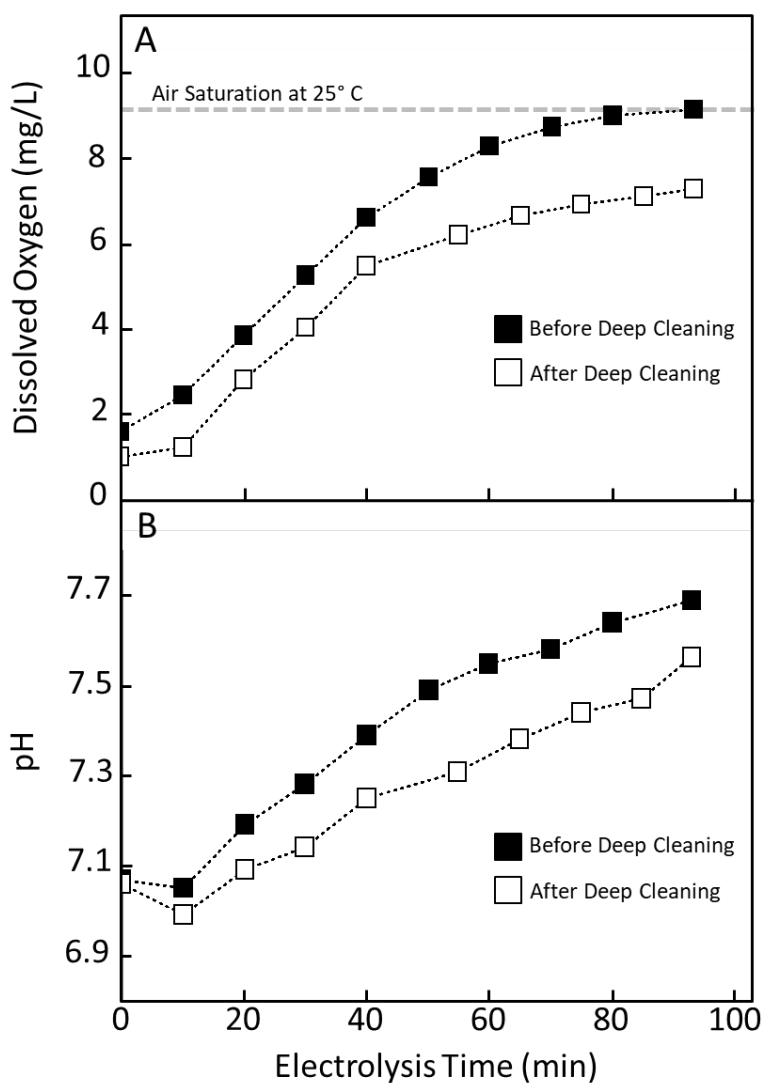 A
10
Air Saturation at 25° C
8
6
4
2
0
Dissolved Oxygen (mg/L)
Before Deep Cleaning
After Deep Cleaning
B
7.7
7.5
7.3
7.1
6.9
pH
Before Deep Cleaning
After Deep Cleaning
0 20 40 60 80 100
Electrolysis Time (min)